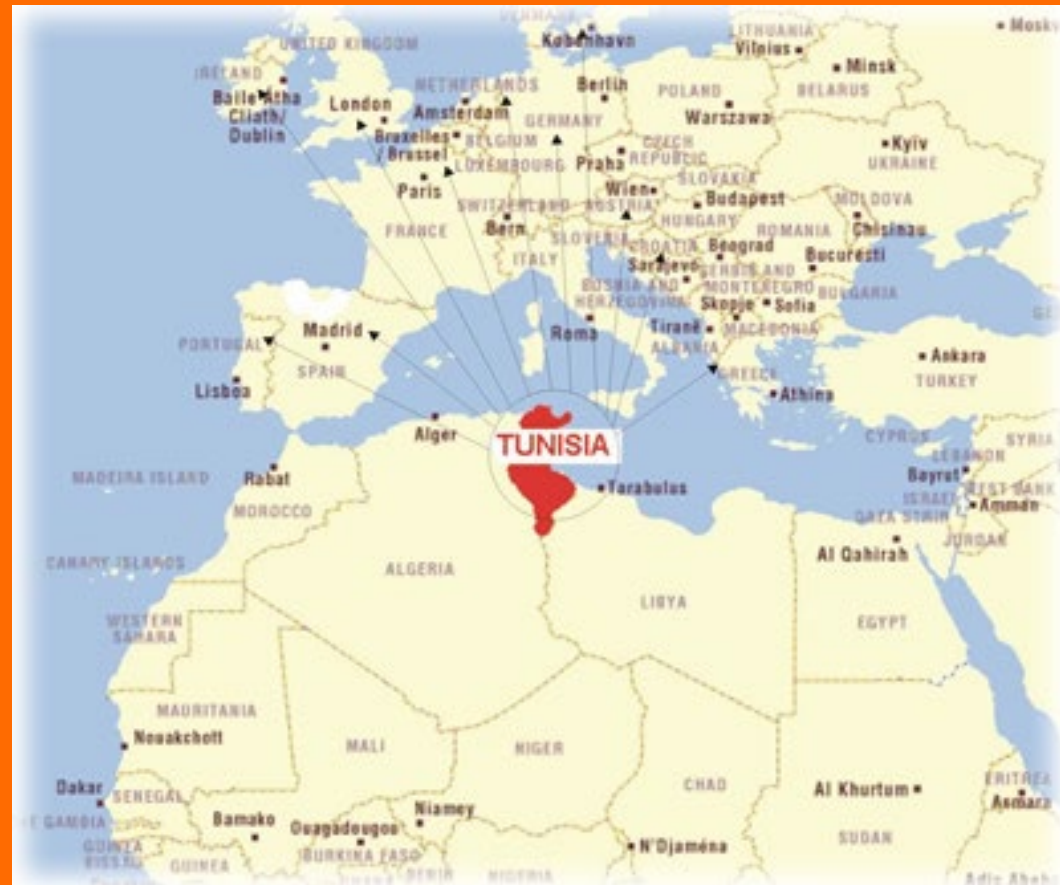 DENMARK
København
LITHUANIA
Vilnius
Minsk
BELARUS
UNITED KINGDOM
IRELAND
Baile Atha
Cliath/
Dublin
London
NETHERLANDS
Amsterdam
Berlin
GERMANY
POLAND
Warszawa
Bruxelles
/ Brussel
BELGIUM
LUXEMBOURG
Praha
CZECH
REPUBLIC
Kyiv
UKRAINE
Paris
SLOVAKIA
Wien
Budapest
AUSTRIA
HUNGARY
MOLDOVA
Chisinau
SWITZERLAND
Bern
FRANCE
SLOVENIA
CROATIA
ROMANIA
Beograd
Bucuresti
ITALY
Sarajevo
BOSNIA AND
HERZEGOVINA
SERBIS AND
MONTENEGRO
BULGARIA
Skopje
Sofia
Roma
Tiranë
ALBANIA
MACEDONIA
Madrid
PORTUGAL
SPAIN
Lisboa
GREECE
Athina
Ankara
TURKEY
Alger
TUNISIA
CYPRUS
SYRIA
LEBANON
Bayrut
ISRAEL
WEST BANK
Amman
JORDAN
MADEIRA ISLAND
Rabat
MOROCCO
Tarabulus
Al Qahirah
CANARY ISLANDS
ALGERIA
LIBYA
EGYPT
WESTERN
SAHARA
MAURITANIA
Nouakchott
MALI
NIGER
CHAD
Al Khurtum
SUDAN
ERITREA
Asmara
Dakar
SENEGAL
Bamako
Ouagadougou
BURKINA FASO
Niamey
N'Djaména
GUINEA
NIGERIA